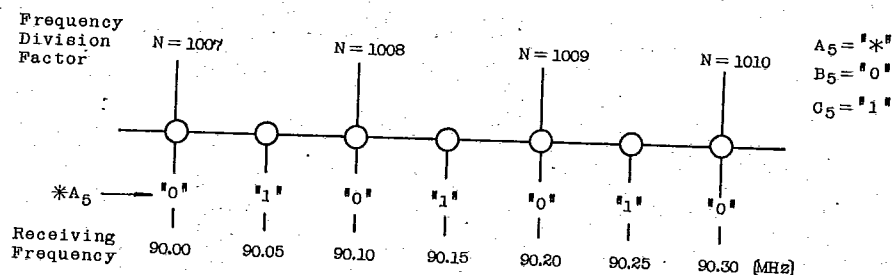 Frequency
Division
Factor
N = 1007
N = 1008
N = 1009
N = 1010
A5 = "*"
B5 = "0"
C5 = "1"
*A5
"0" "1" "0" "1" "0" "1" "0"
Receiving
Frequency
90.00 90.05 90.10 90.15 90.20 90.25 90.30 [MHz]